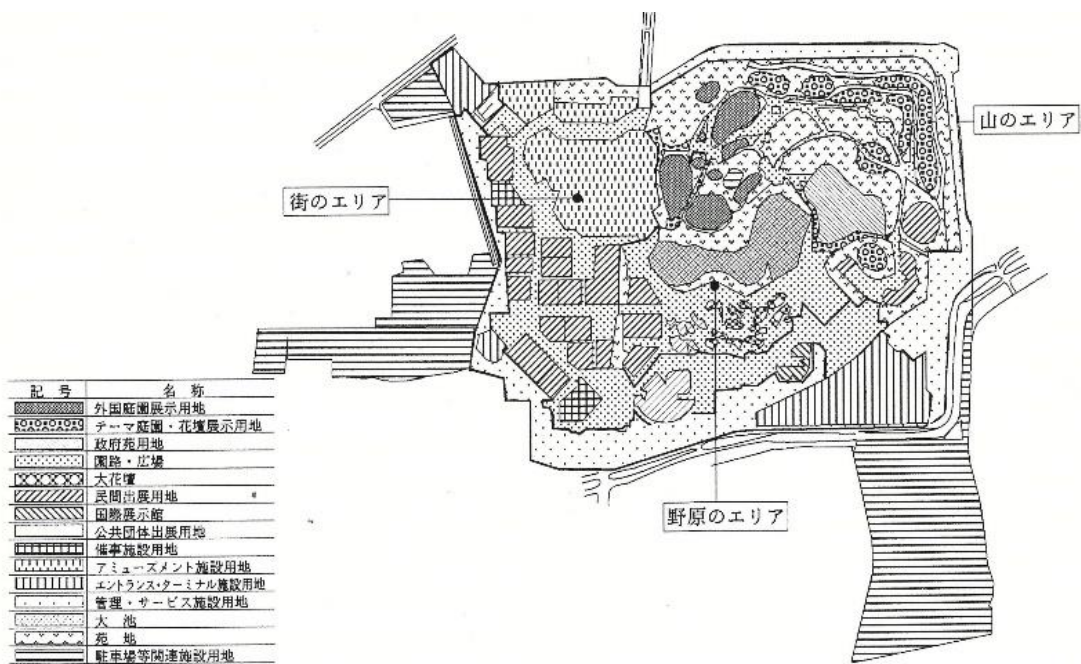 山のエリア
街のエリア
野原のエリア
記号 名称
外国庭園展示用地
テーマ庭園・花壇展示用地
政府苑用地
園路・広場
大花壇
民間出展用地
国際展示館
公共団体出展用地
催事施設用地
アミューズメント施設用地
エントランス・ターミナル施設用地
管理・サービス施設用地
大池
苑地
駐車場等関連施設用地